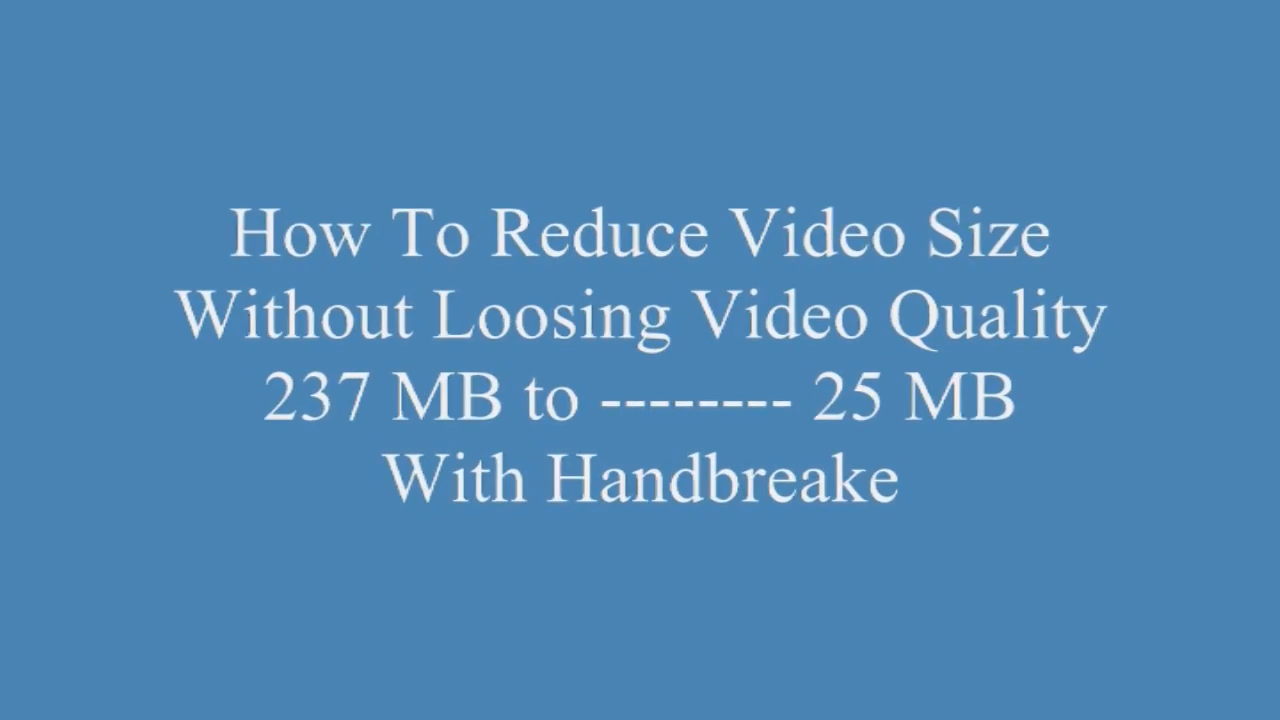 How To Reduce Video Size
Without Loosing Video Quality
237 MB to -------- 25 MB
With Handbreake